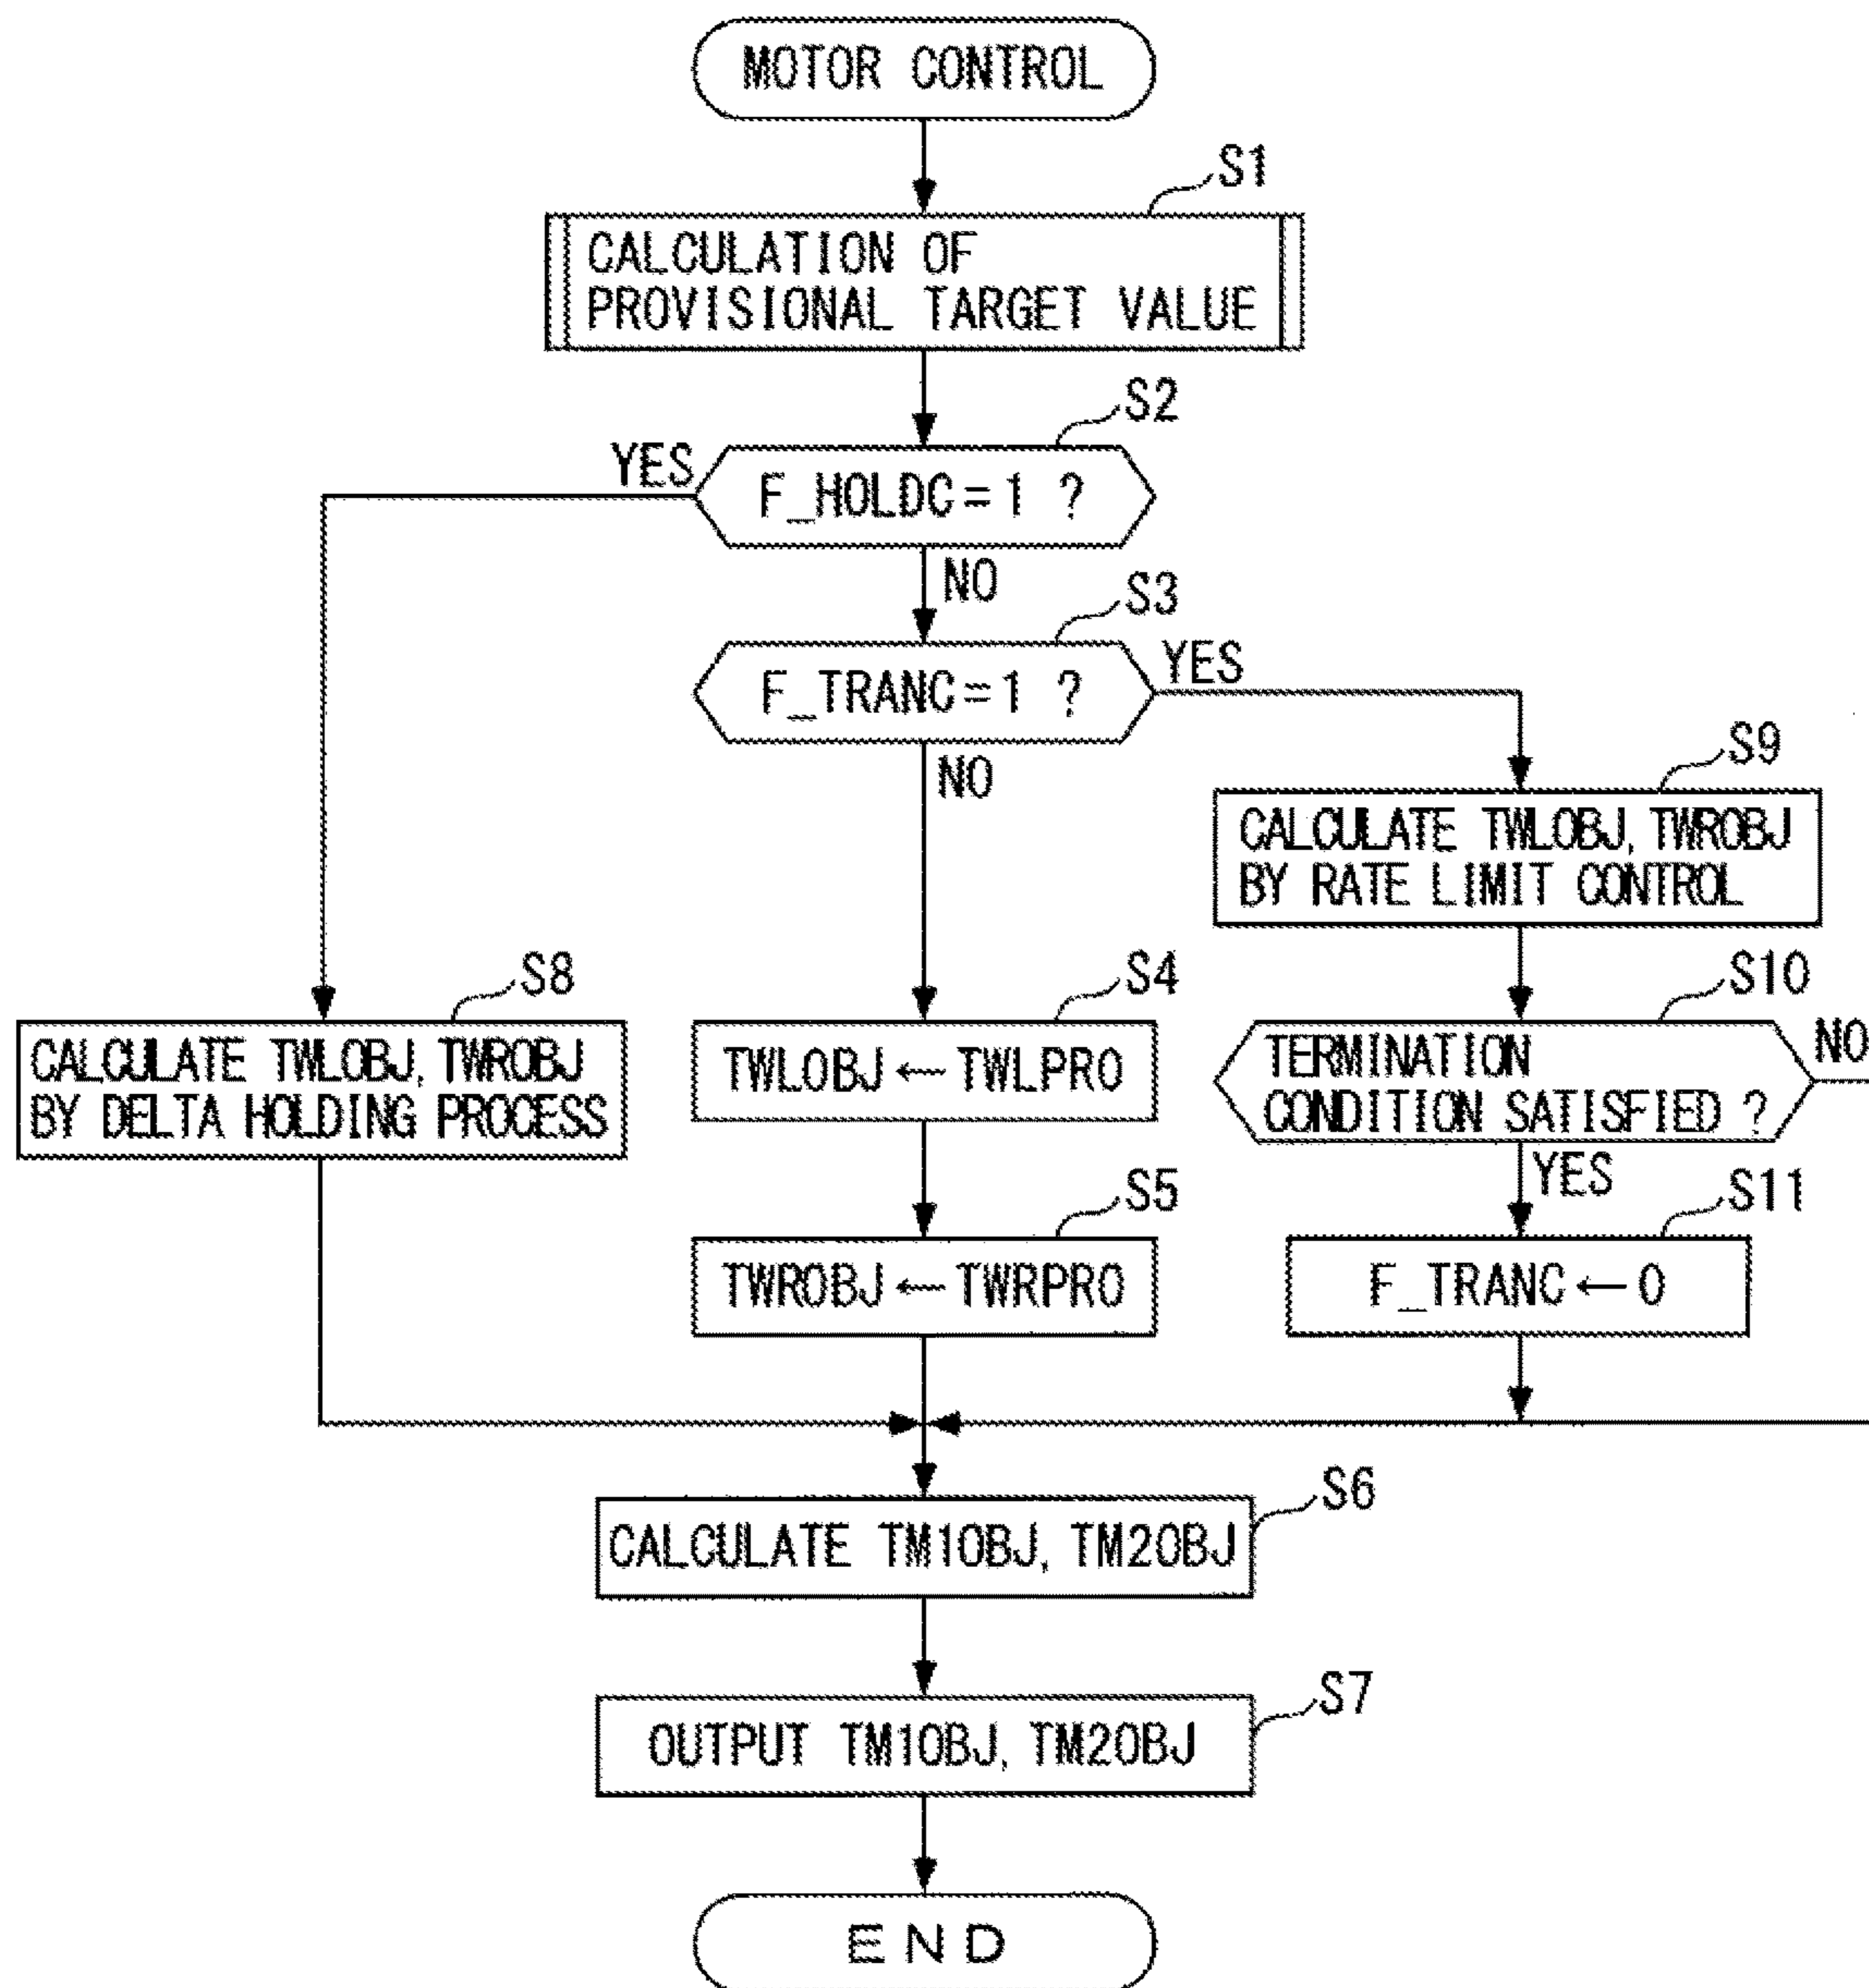 MOTOR CONTROL
S1
CALCULATION OF
PROVISIONAL TARGET VALUE
S2
YES
F_HOLDC=1 ?
NO
S3
YES
F_TRANC=1 ?
NO
S9
CALCULATE TWLOBJ, TWROBJ
BY RATE LIMIT CONTROL
S8
CALCULATE TWLOBJ, TWROBJ
BY DELTA HOLDING PROCESS
S4
TWLOBJ←TWLPRO
S10
TERMINATION
CONDITION SATISFIED ?
NO
YES
S5
TWROBJ←TWRPRO
S11
F_TRANC←0
S6
CALCULATE TM1OBJ, TM2OBJ
S7
OUTPUT TM1OBJ, TM2OBJ
END